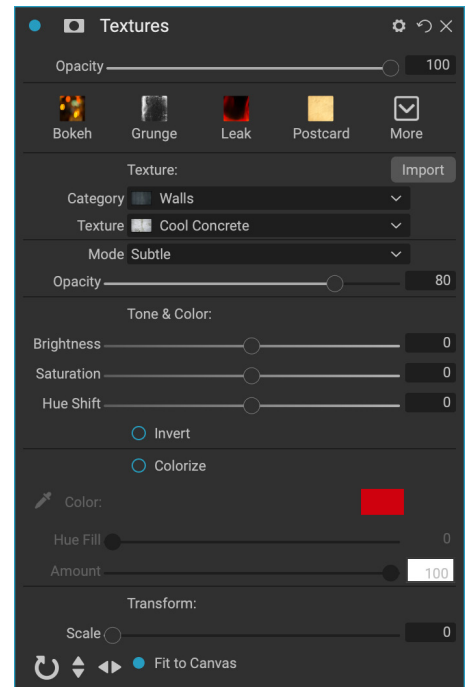 Textures
Opacity 100
Bokeh Grunge Leak Postcard More
Texture: Import
Category Walls
Texture Cool Concrete
Mode Subtle
Opacity 80
Tone & Color:
Brightness 0
Saturation 0
Hue Shift 0
Invert
Colorize
Color:
Hue Fill 0
Amount 100
Transform:
Scale 0
Fit to Canvas